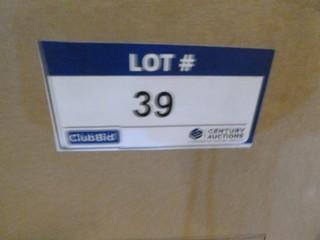 LOT #
39
ClubBid
CENTURY
AUCTIONS